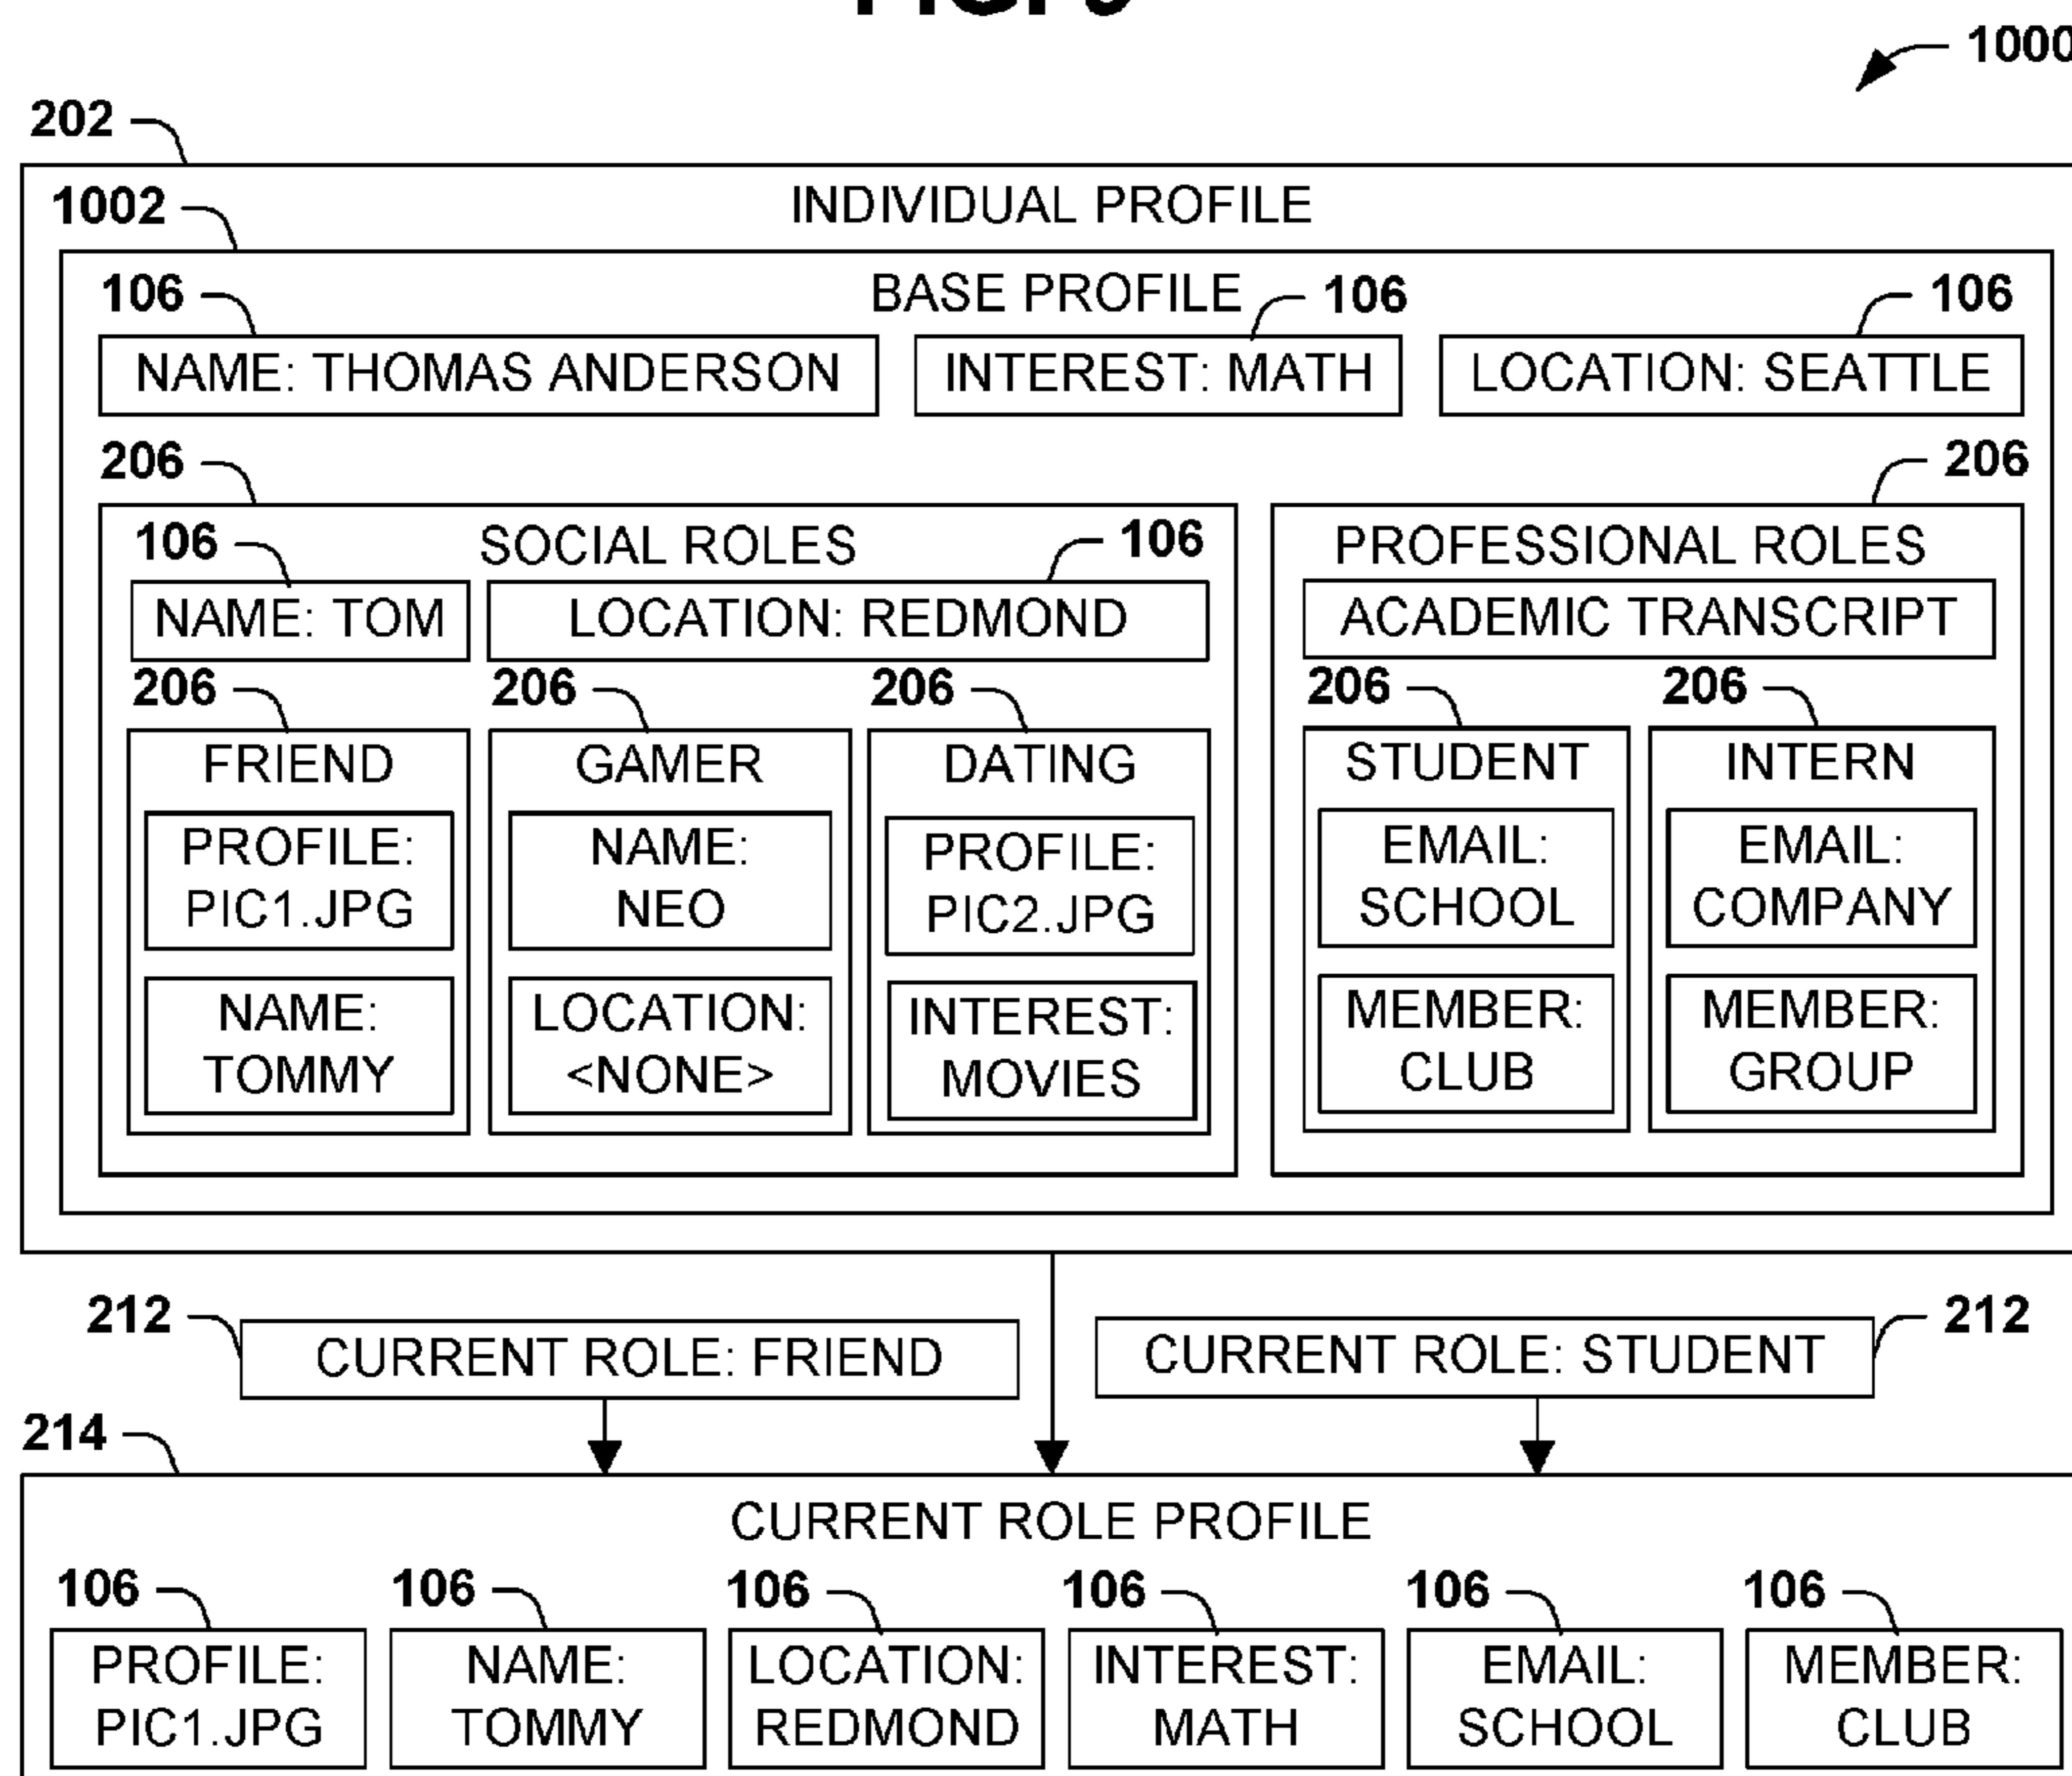 1000
202
INDIVIDUAL PROFILE
1002
BASE PROFILE
106
106
106
NAME: THOMAS ANDERSON
INTEREST: MATH
LOCATION: SEATTLE
206
206
SOCIAL ROLES
106
106
NAME: TOM
LOCATION: REDMOND
206
206
206
FRIEND
PROFILE:
PIC1.JPG
NAME:
TOMMY
GAMER
NAME:
NEO
LOCATION:
<NONE>
DATING
PROFILE:
PIC2.JPG
INTEREST:
MOVIES
PROFESSIONAL ROLES
ACADEMIC TRANSCRIPT
206
206
STUDENT
EMAIL:
SCHOOL
MEMBER:
CLUB
INTERN
EMAIL:
COMPANY
MEMBER:
GROUP
212
CURRENT ROLE: FRIEND
CURRENT ROLE: STUDENT
212
214
CURRENT ROLE PROFILE
106
106
106
106
106
106
PROFILE:
PIC1.JPG
NAME:
TOMMY
LOCATION:
REDMOND
INTEREST:
MATH
EMAIL:
SCHOOL
MEMBER:
CLUB